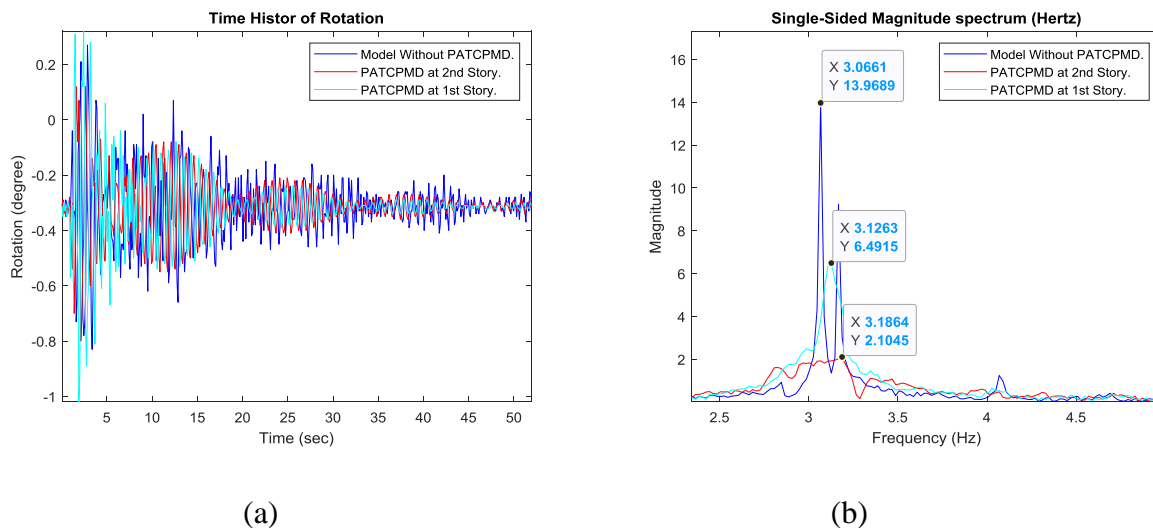 Time Histor of Rotation
Model Without PATCPMD.
PATCPMD at 2nd Story.
PATCPMD at 1st Story.
0.2
0
-0.2
-0.4
-0.6
-0.8
-1
Rotation (degree)
5 10 15 20 25 30 35 40 45 50
Time (sec)
(a)
Single-Sided Magnitude spectrum (Hertz)
Model Without PATCPMD.
PATCPMD at 2nd Story.
PATCPMD at 1st Story.
X 3.0661
Y 13.9689
X 3.1263
Y 6.4915
X 3.1864
Y 2.1045
16
14
12
10
8
6
4
2
Magnitude
2.5 3 3.5 4 4.5
Frequency (Hz)
(b)